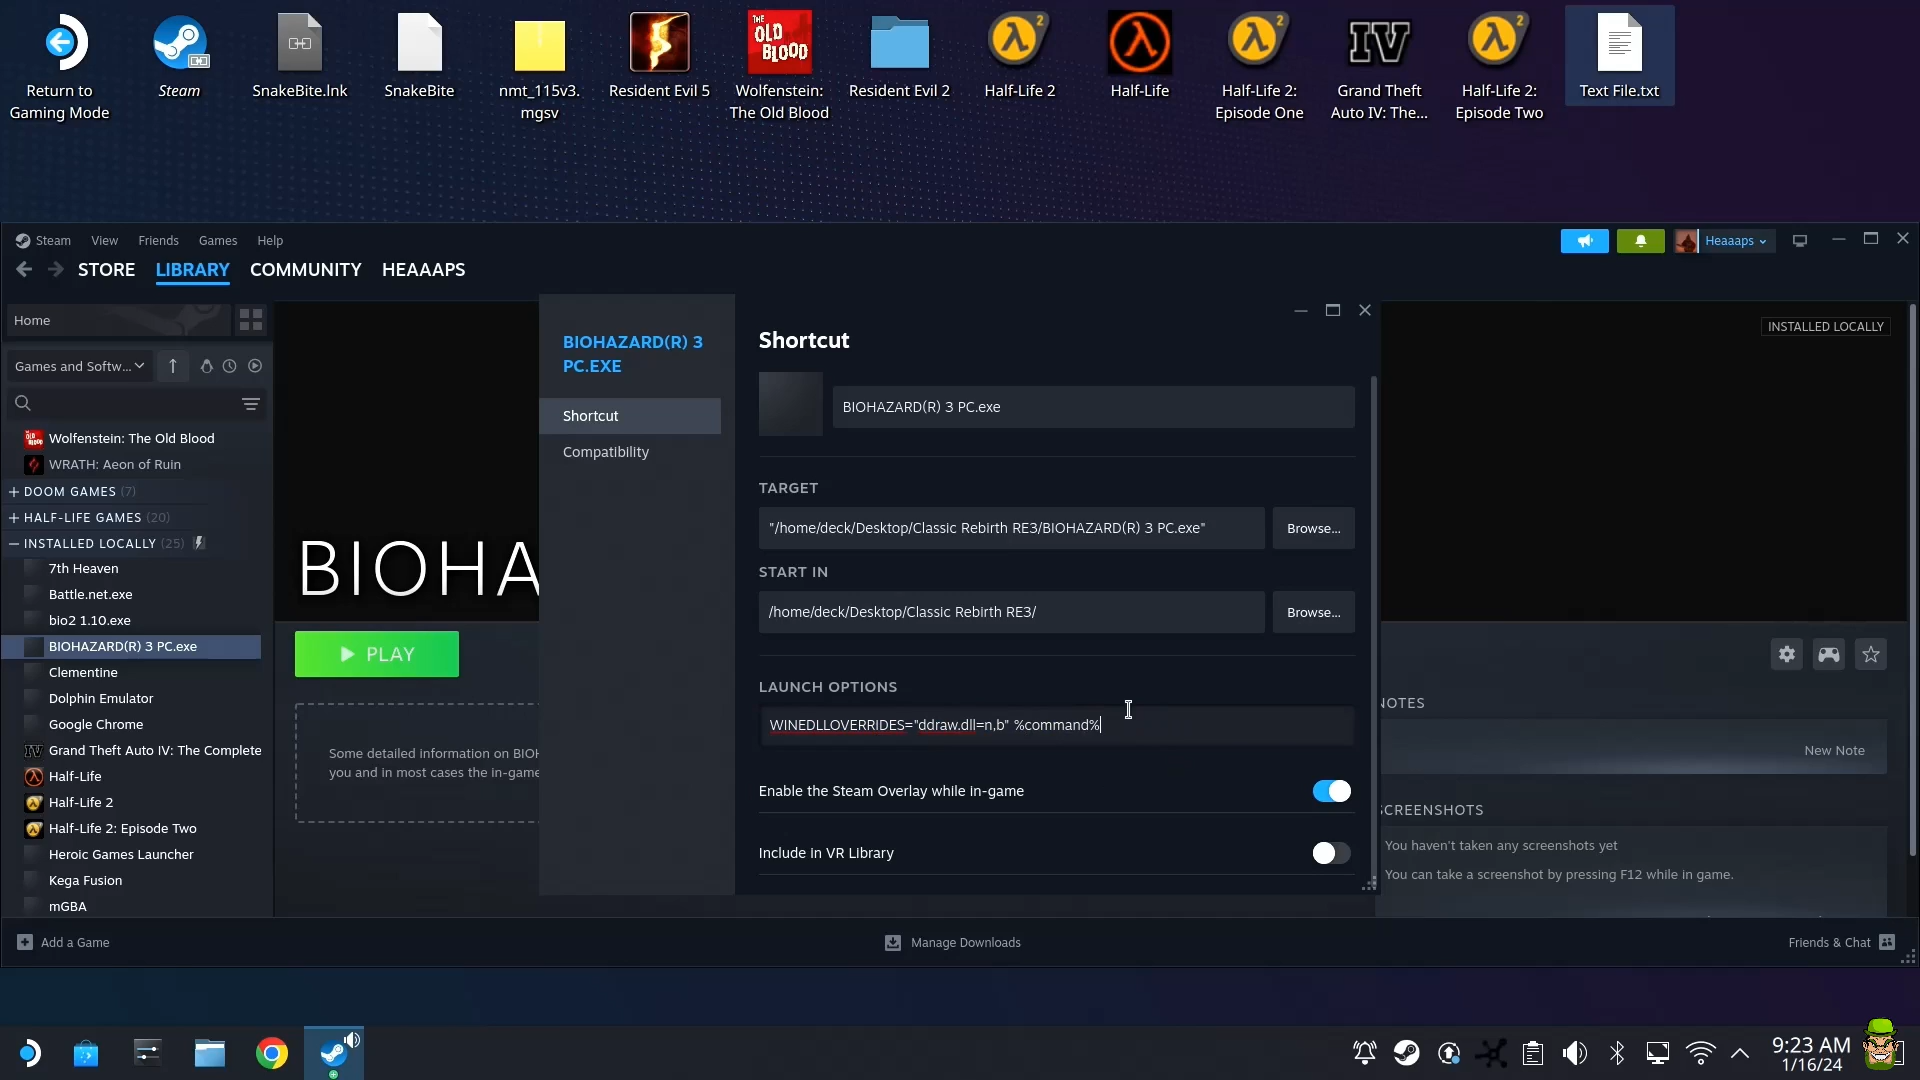 Return to
Gaming Mode
Steam
SnakeBite.lnk
SnakeBite
nmt_115v3.
mgsv
Resident Evil 5
THE
OLD
BLOOD
Wolfenstein:
The Old Blood
Resident Evil 2
Half-Life 2
Half-Life
Half-Life 2:
Episode One
IV
Grand Theft
Auto IV: The...
Half-Life 2:
Episode Two
Text File.txt
Steam View Friends Games Help
Heaaaps
STORE LIBRARY COMMUNITY HEAAAPS
Home
Games and Softw...
Wolfenstein: The Old Blood
WRATH: Aeon of Ruin
+ DOOM GAMES (7)
+ HALF-LIFE GAMES (20)
– INSTALLED LOCALLY (25)
7th Heaven
Battle.net.exe
bio2 1.10.exe
BIOHAZARD(R) 3 PC.exe
Clementine
Dolphin Emulator
Google Chrome
Grand Theft Auto IV: The Complete
Half-Life
Half-Life 2
Half-Life 2: Episode Two
Heroic Games Launcher
Kega Fusion
mGBA
BIOHA
PLAY
Some detailed information on BIOH
you and in most cases the in-game
BIOHAZARD(R) 3
PC.EXE
Shortcut
Compatibility
Shortcut
BIOHAZARD(R) 3 PC.exe
TARGET
"/home/deck/Desktop/Classic Rebirth RE3/BIOHAZARD(R) 3 PC.exe"
Browse...
START IN
/home/deck/Desktop/Classic Rebirth RE3/
Browse...
LAUNCH OPTIONS
WINEDLLOVERRIDES="ddraw.dll=n,b" %command%
Enable the Steam Overlay while in-game
Include in VR Library
INSTALLED LOCALLY
NOTES
New Note
SCREENSHOTS
You haven't taken any screenshots yet
You can take a screenshot by pressing F12 while in game.
Add a Game
Manage Downloads
Friends & Chat
9:23 AM
1/16/24